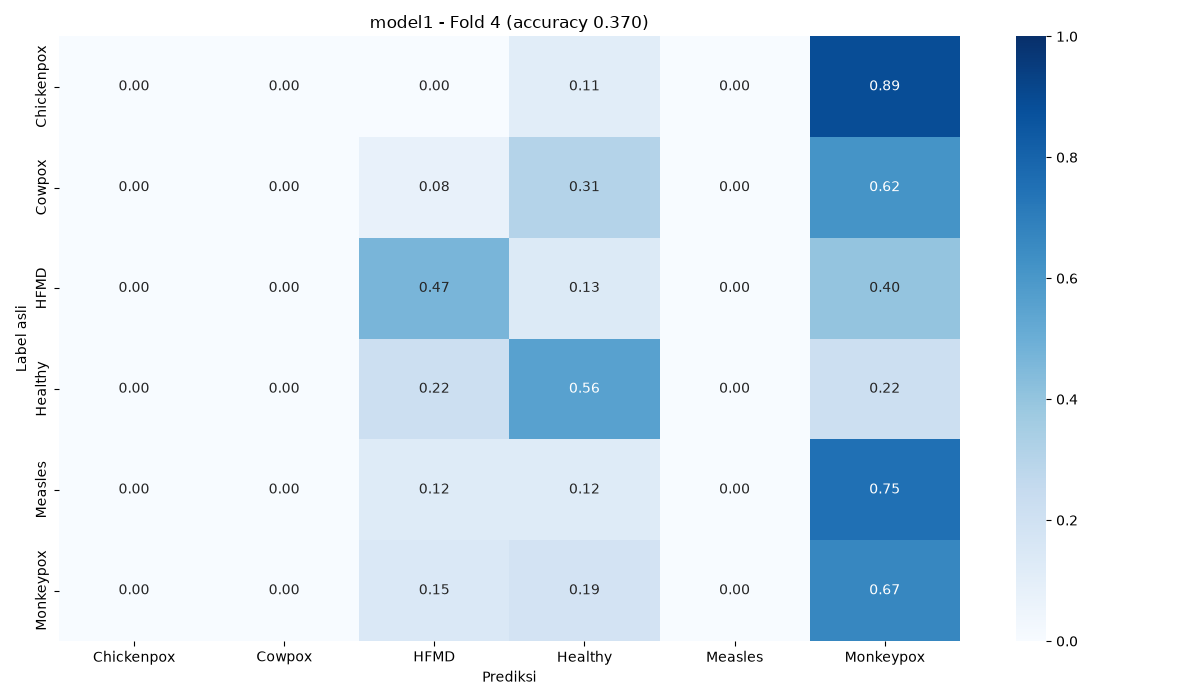 model1 - Fold 4 (accuracy 0.370)
Label asli
Chickenpox 0.00 0.00 0.00 0.11 0.00 0.89
Cowpox 0.00 0.00 0.08 0.31 0.00 0.62
HFMD 0.00 0.00 0.47 0.13 0.00 0.40
Healthy 0.00 0.00 0.22 0.56 0.00 0.22
Measles 0.00 0.00 0.12 0.12 0.00 0.75
Monkeypox 0.00 0.00 0.15 0.19 0.00 0.67
Chickenpox Cowpox HFMD Healthy Measles Monkeypox
Prediksi
1.0
0.8
0.6
0.4
0.2
0.0